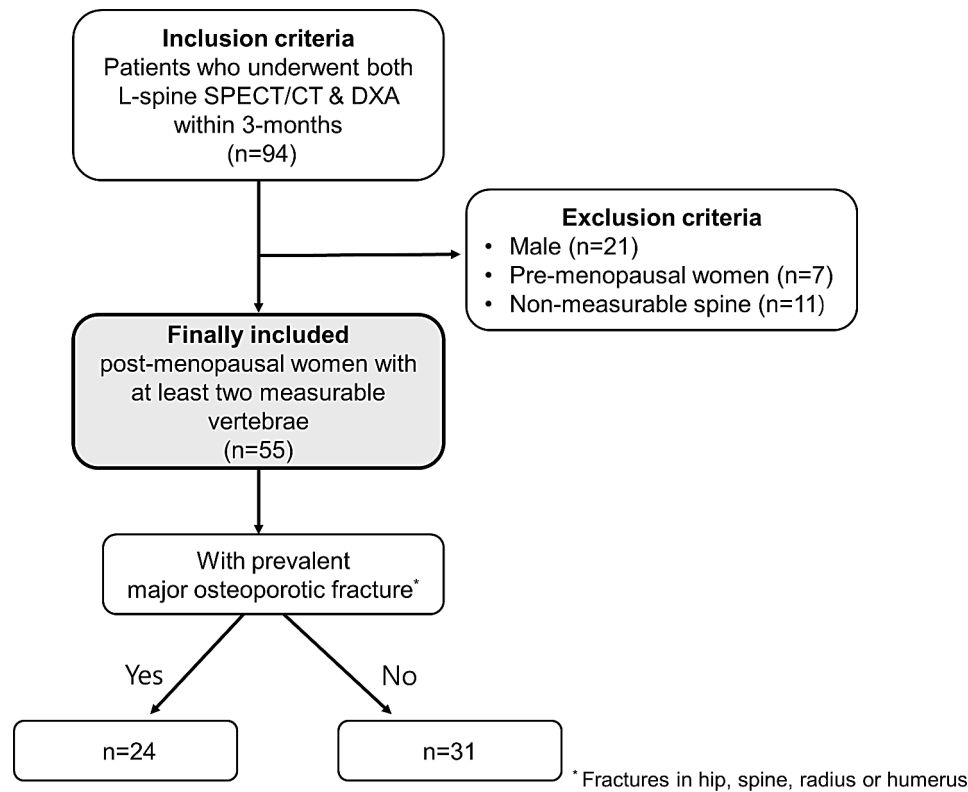 Inclusion criteria
Patients who underwent both
L-spine SPECT/CT & DXA
within 3-months
(n=94)
Exclusion criteria
• Male (n=21)
• Pre-menopausal women (n=7)
• Non-measurable spine (n=11)
Finally included
post-menopausal women with
at least two measurable
vertebrae
(n=55)
With prevalent
major osteoporotic fracture*
Yes
No
n=24
n=31
* Fractures in hip, spine, radius or humerus